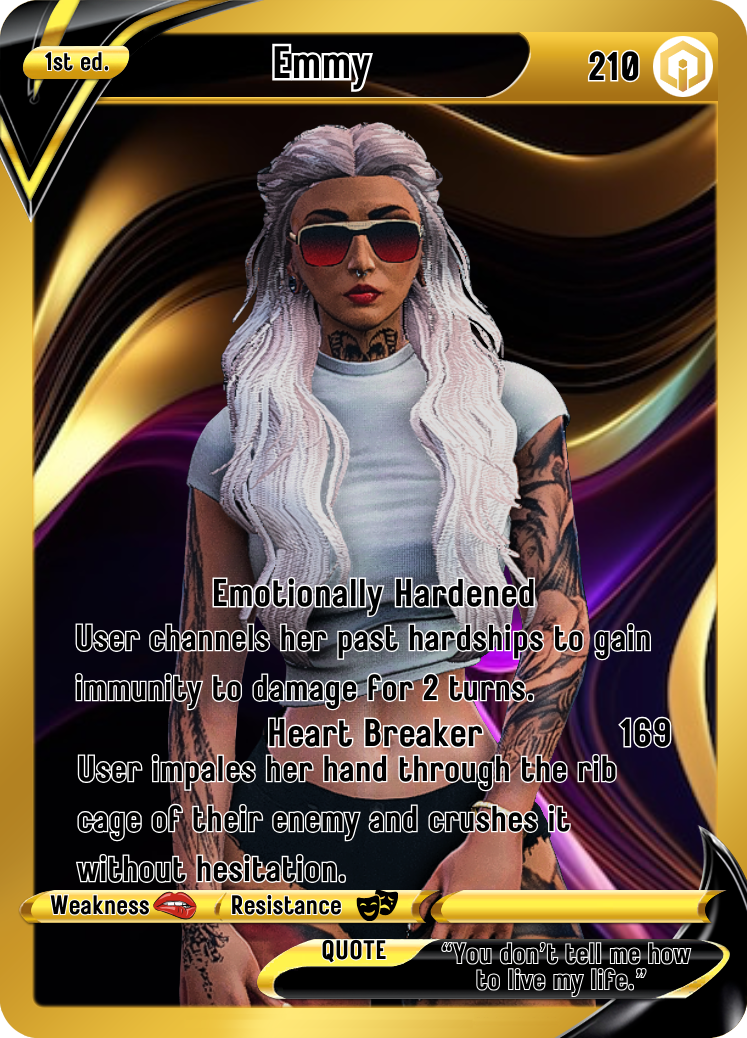 1st ed.
Emmy
210
Emotionally Hardened
User channels her past hardships to gain
immunity to damage for 2 turns.
Heart Breaker 169
User impales her hand through the rib
cage of their enemy and crushes it
without hesitation.
Weakness Resistance
QUOTE
“You don’t tell me how
to live my life.”